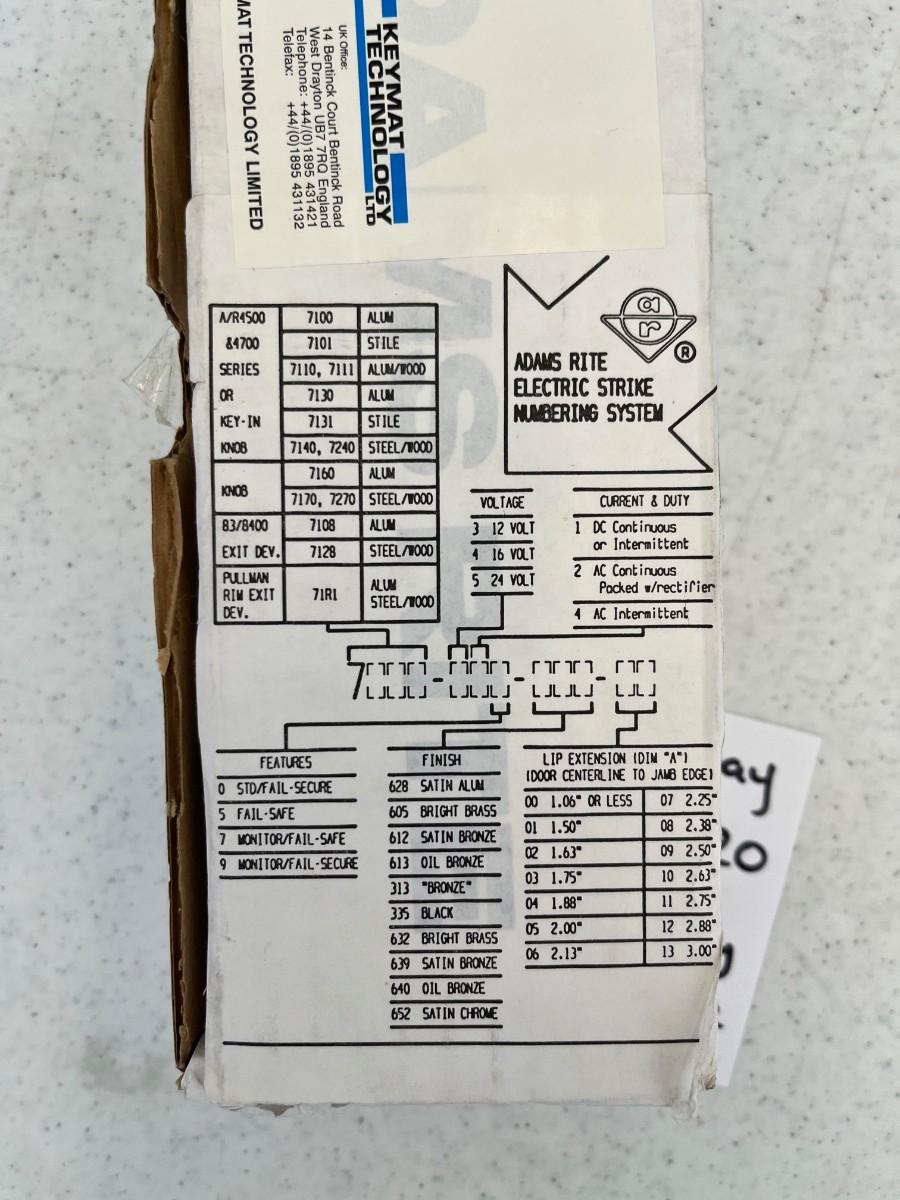 KEYMAT
TECHNOLOGY
LTD
UK Office:
14 Bentinck Court Bentinck Road
West Drayton UB7 7RQ England
Telephone: +44/(0)1895 431421
Telefax: +44/(0)1895 431132
MAT TECHNOLOGY LIMITED
ar
®
ADAMS RITE
ELECTRIC STRIKE
NUMBERING SYSTEM
A/R4500 7100 ALUM
&4700 7101 STILE
SERIES 7110, 7111 ALUM/WOOD
OR 7130 ALUM
KEY-IN 7131 STILE
KNOB 7140, 7240 STEEL/WOOD
KNOB 7160 ALUM
7170, 7270 STEEL/WOOD
83/8400 7108 ALUM
EXIT DEV. 7128 STEEL/WOOD
PULLMAN
RIM EXIT
DEV.
71R1
ALUM
STEEL/WOOD
VOLTAGE
3 12 VOLT
4 16 VOLT
5 24 VOLT
CURRENT & DUTY
1 DC Continuous
or Intermittent
2 AC Continuous
Packed w/rectifier
4 AC Intermittent
7 - - -
FEATURES
0 STD/FAIL-SECURE
5 FAIL-SAFE
7 MONITOR/FAIL-SAFE
9 MONITOR/FAIL-SECURE
FINISH
628 SATIN ALUM
605 BRIGHT BRASS
612 SATIN BRONZE
613 OIL BRONZE
313 "BRONZE"
335 BLACK
632 BRIGHT BRASS
639 SATIN BRONZE
640 OIL BRONZE
652 SATIN CHROME
LIP EXTENSION (DIM "A")
(DOOR CENTERLINE TO JAMB EDGE)
00 1.06" OR LESS 07 2.25"
01 1.50" 08 2.38"
02 1.63" 09 2.50"
03 1.75" 10 2.63"
04 1.88" 11 2.75"
05 2.00" 12 2.88"
06 2.13" 13 3.00"
ay
20